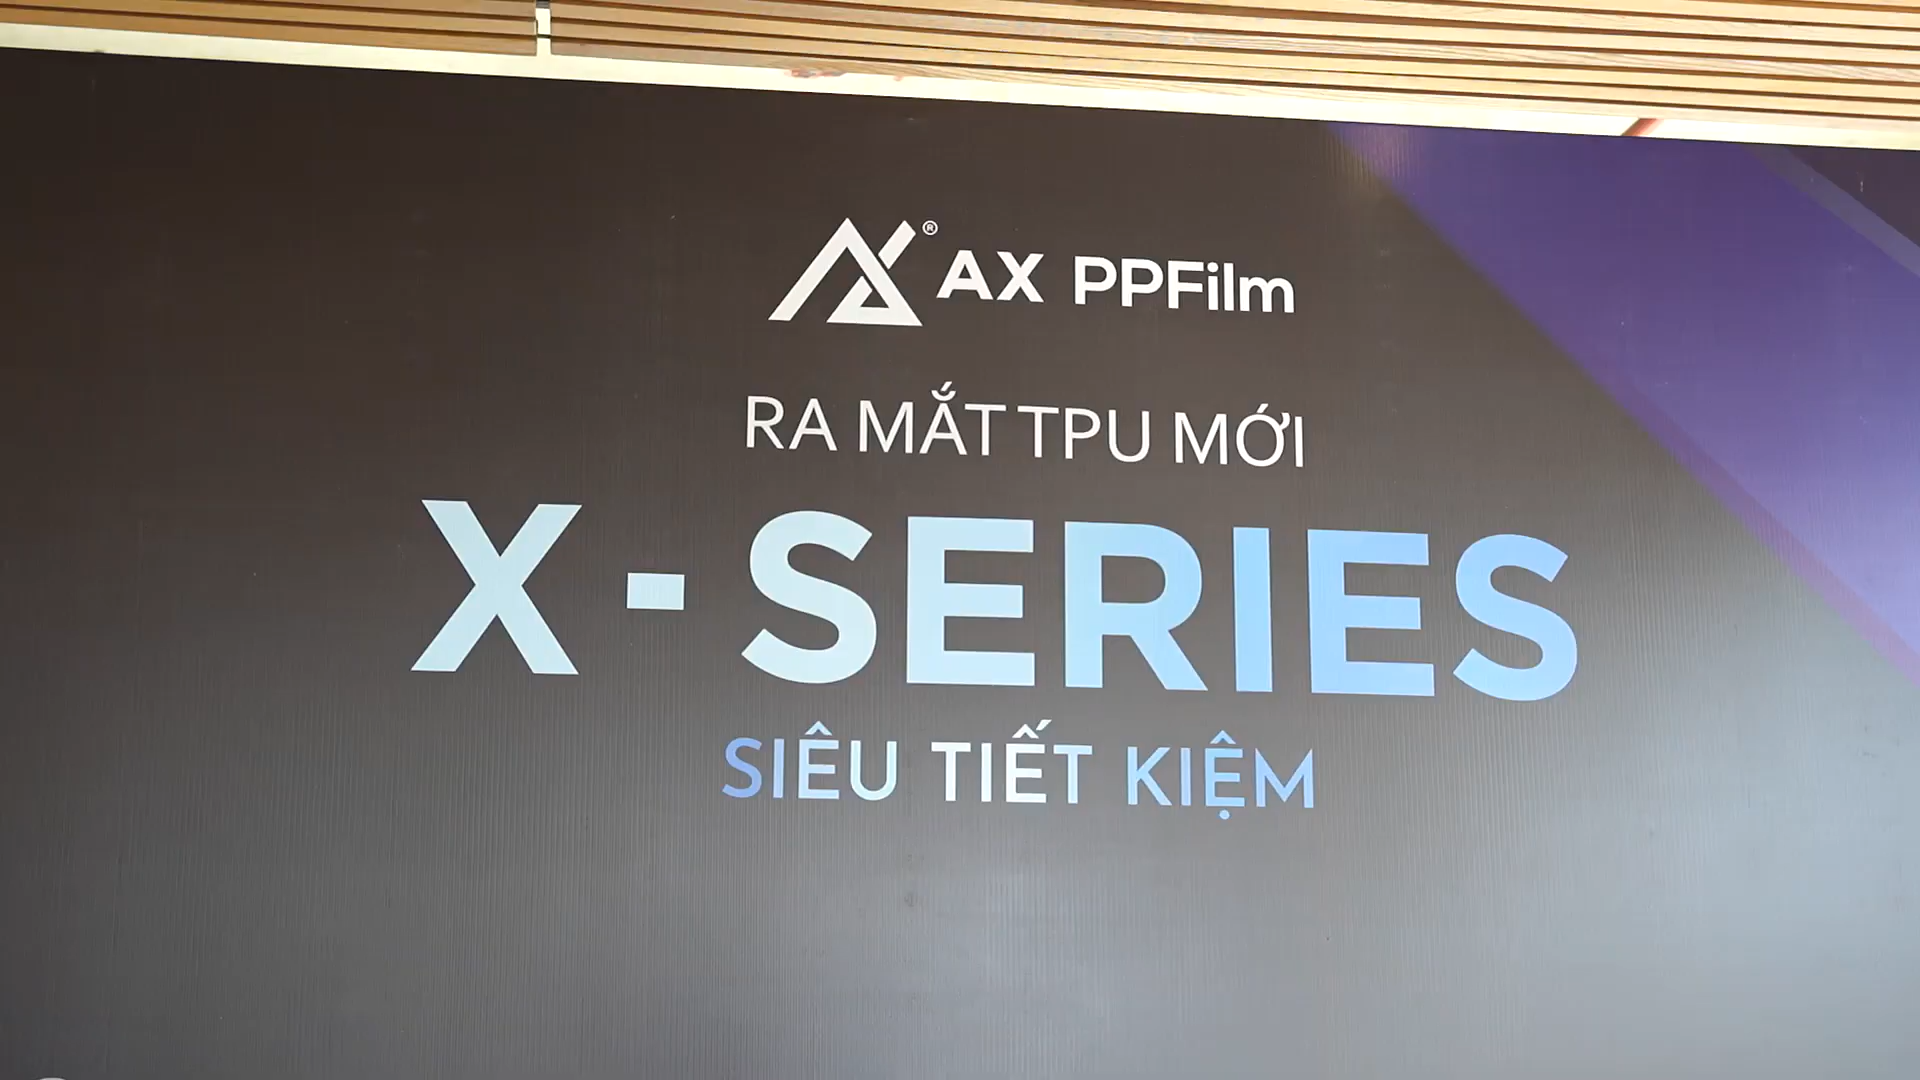 ® AX PPFilm
RA MẮT TPU MỚI
X - SERIES
SIÊU TIẾT KIỆM